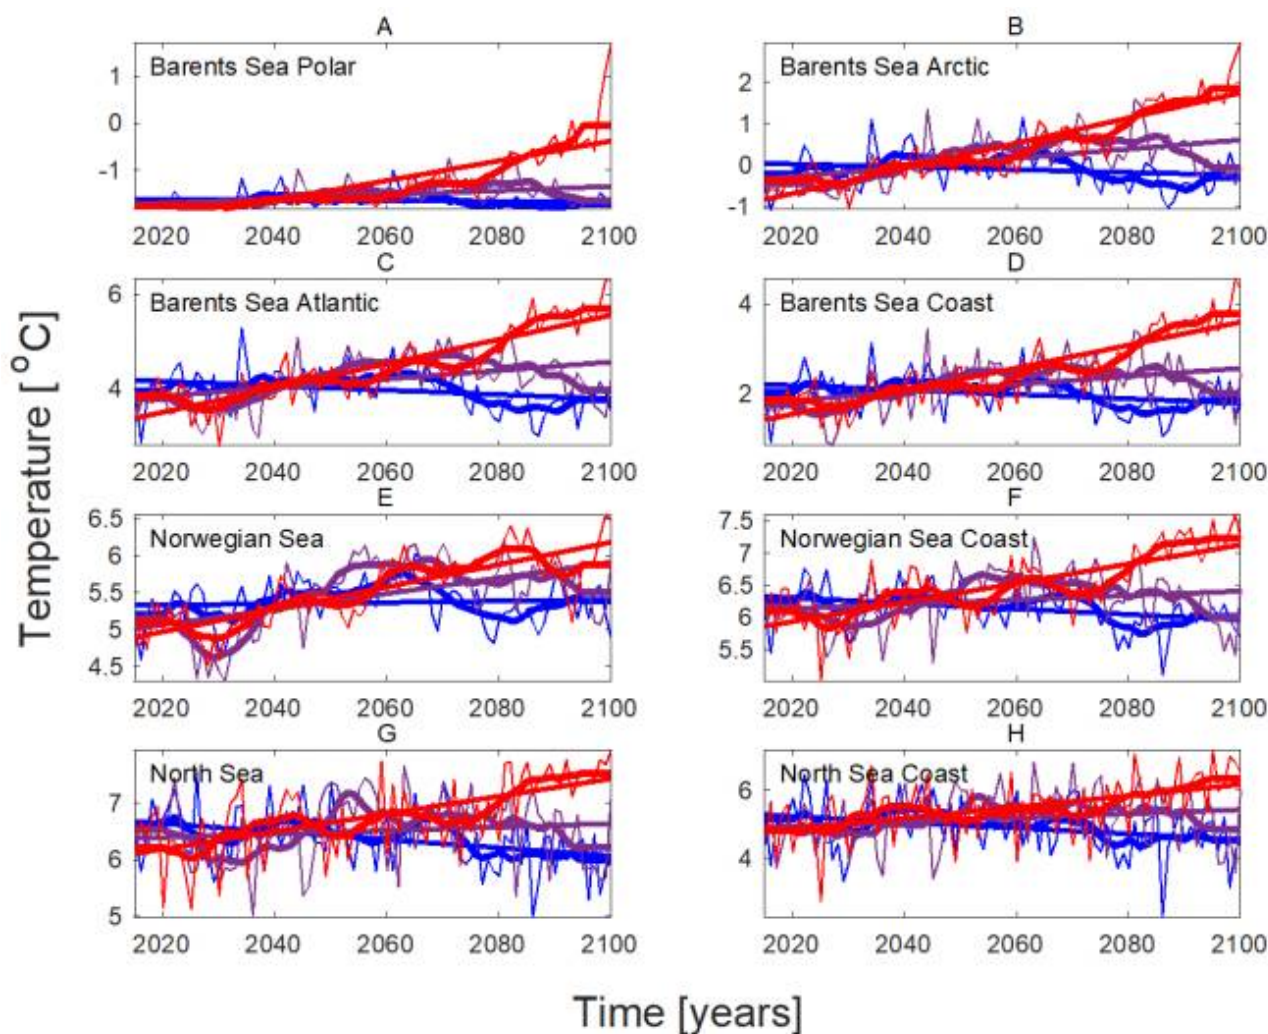 A
Barents Sea Polar
1
0
-1
2020 2040 2060 2080 2100
B
Barents Sea Arctic
2
1
0
-1
2020 2040 2060 2080 2100
C
Barents Sea Atlantic
6
4
2020 2040 2060 2080 2100
D
Barents Sea Coast
4
2
2020 2040 2060 2080 2100
E
Norwegian Sea
6.5
6
5.5
5
4.5
2020 2040 2060 2080 2100
F
Norwegian Sea Coast
7.5
7
6.5
6
5.5
2020 2040 2060 2080 2100
G
North Sea
7
6
5
2020 2040 2060 2080 2100
H
North Sea Coast
6
4
2020 2040 2060 2080 2100
Temperature [°C]
Time [years]